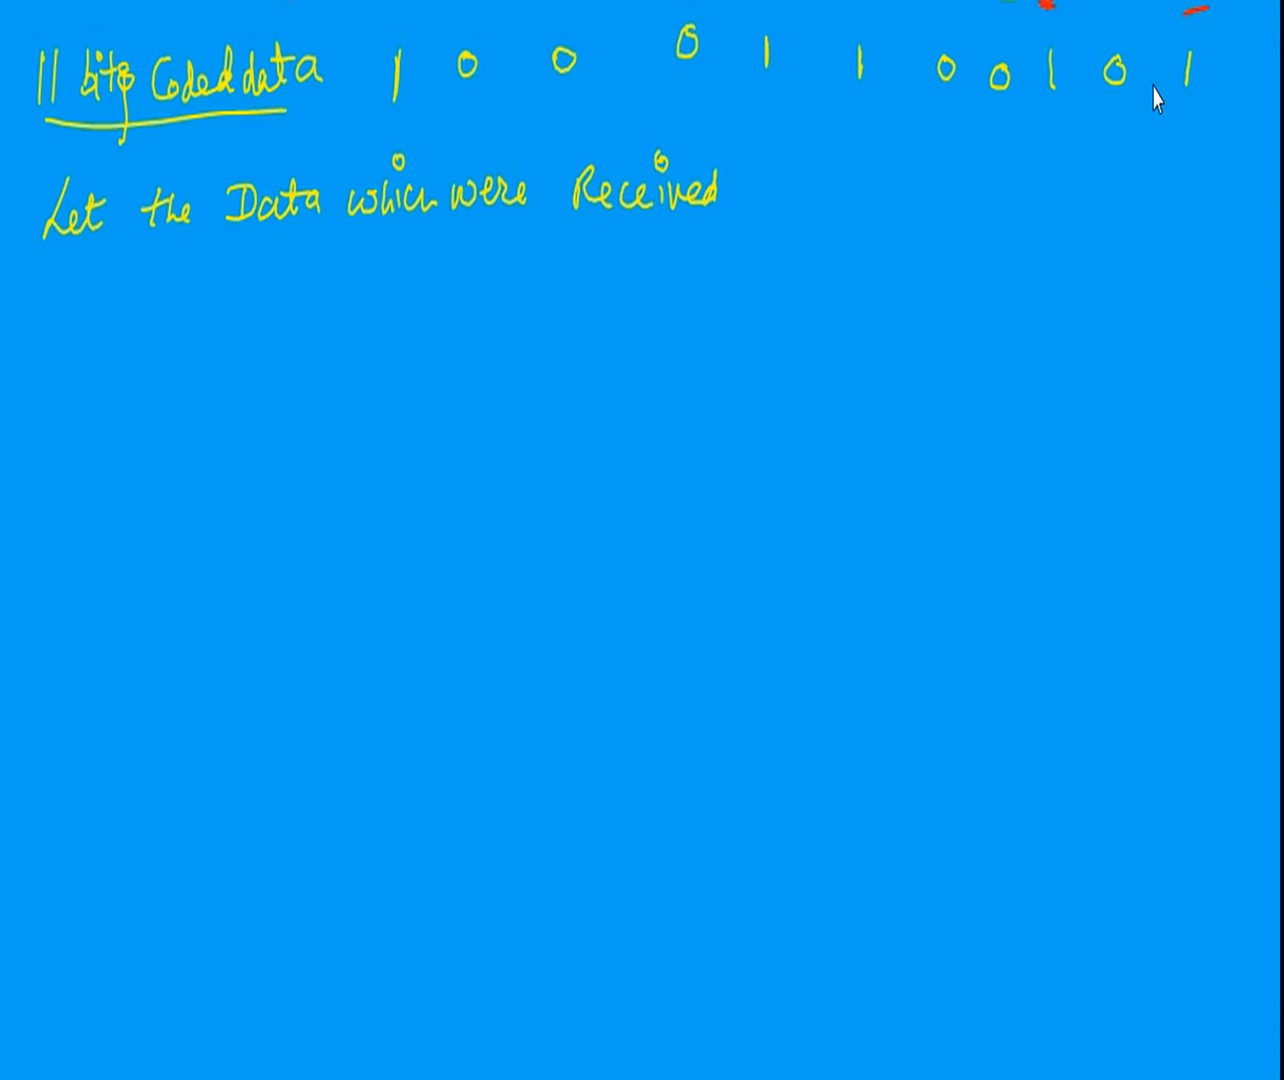 11 bits Coded data 1 0 0 0 1 1 0 0 1 0 1
Let the Data which were Received